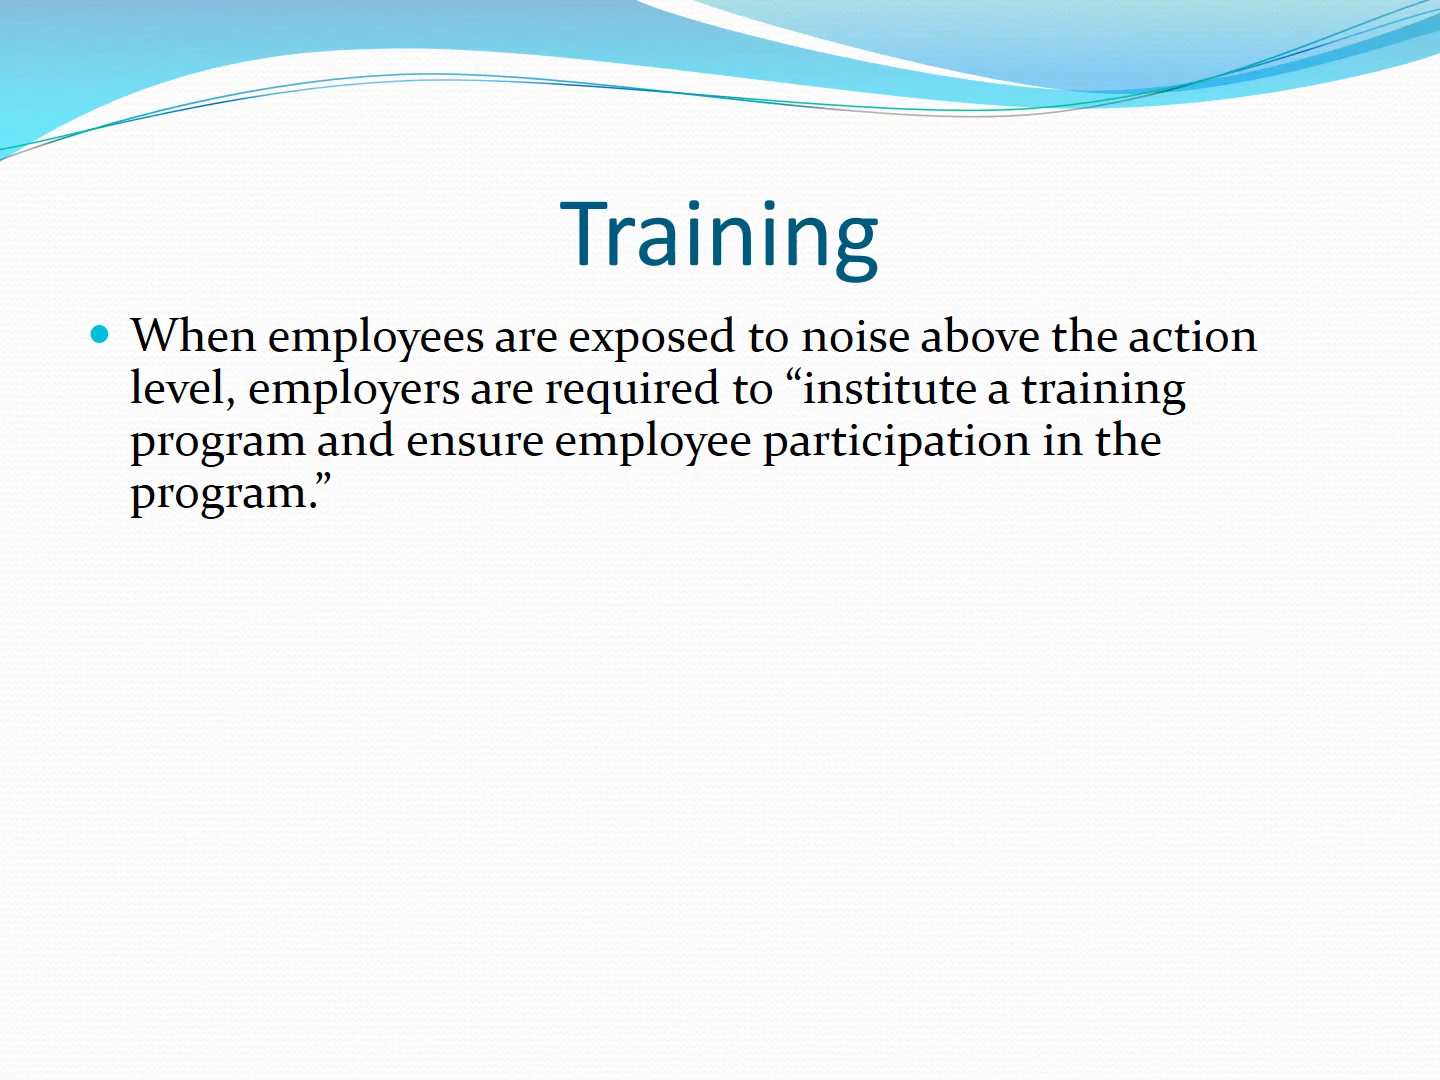 Training
When employees are exposed to noise above the action
level, employers are required to “institute a training
program and ensure employee participation in the
program.”